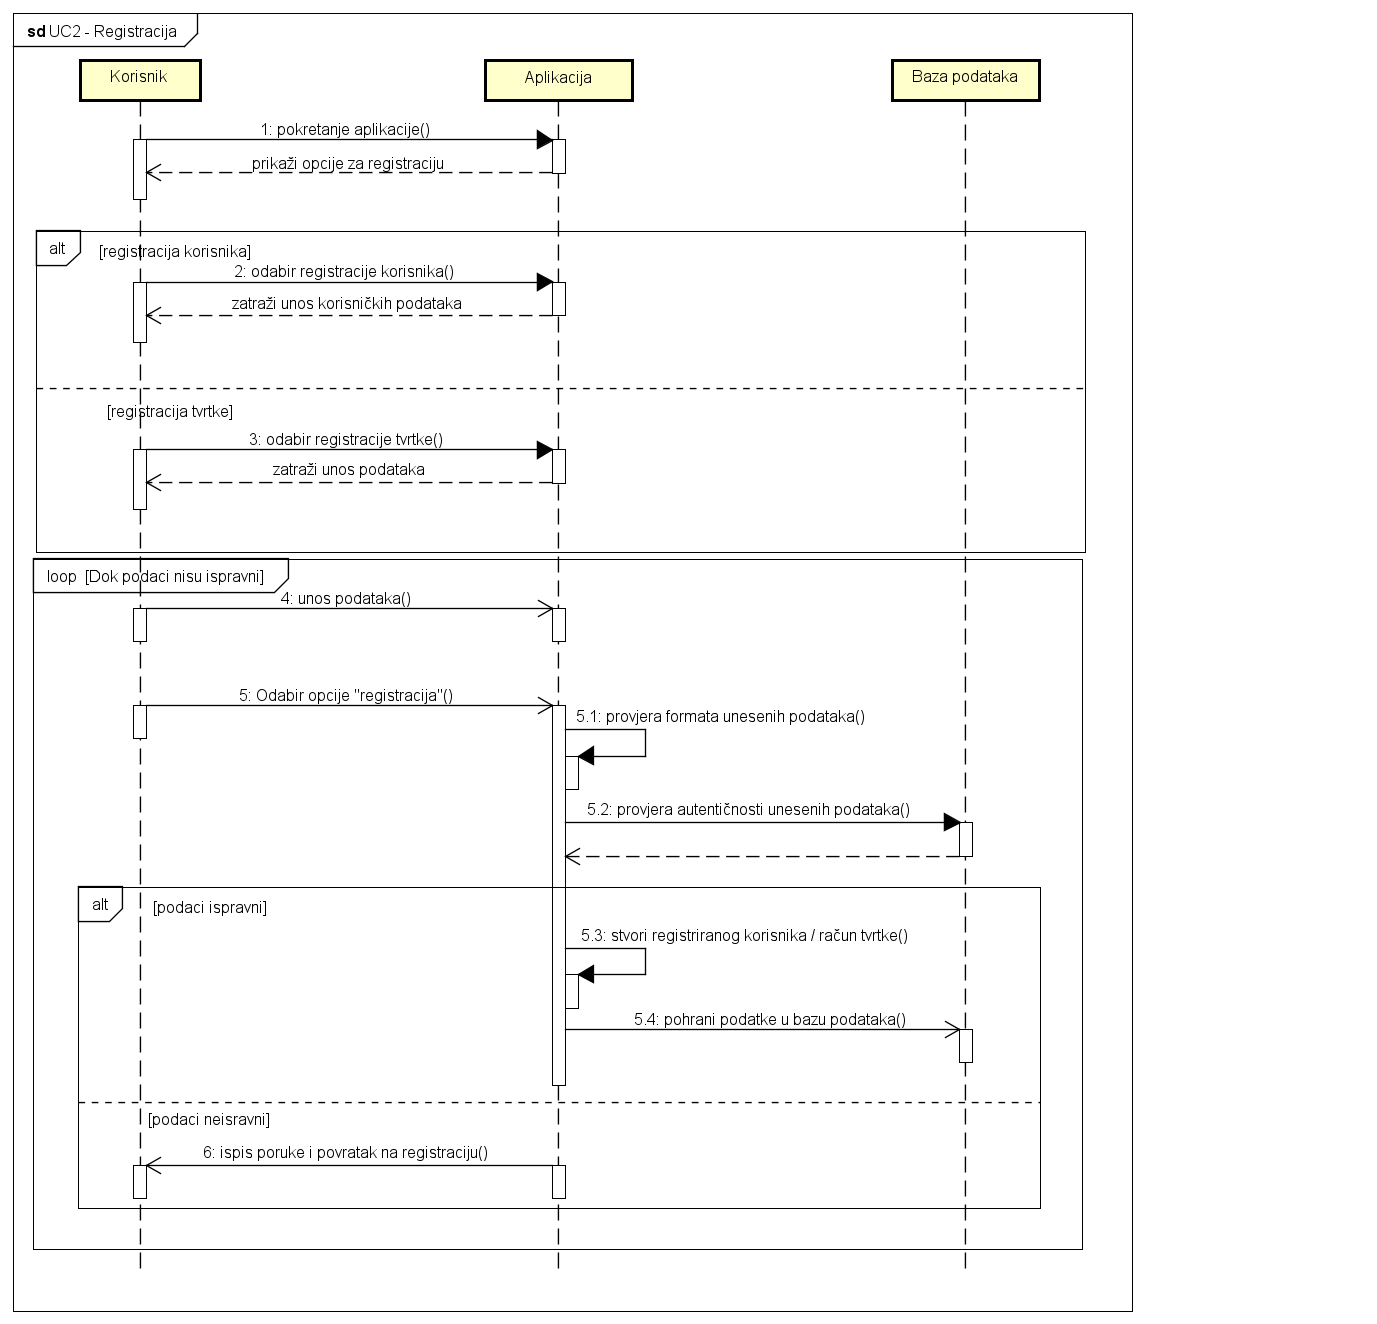 sd UC2 - Registracija
Korisnik
Aplikacija
Baza podataka
1: pokretanje aplikacije()
prikaži opcije za registraciju
alt
[registracija korisnika]
2: odabir registracije korisnika()
zatraži unos korisničkih podataka
[registracija tvrtke]
3: odabir registracije tvrtke()
zatraži unos podataka
loop [Dok podaci nisu ispravni]
4: unos podataka()
5: Odabir opcije "registracija"()
5.1: provjera formata unesenih podataka()
5.2: provjera autentičnosti unesenih podataka()
alt
[podaci ispravni]
5.3: stvori registriranog korisnika / račun tvrtke()
5.4: pohrani podatke u bazu podataka()
[podaci neisravni]
6: ispis poruke i povratak na registraciju()